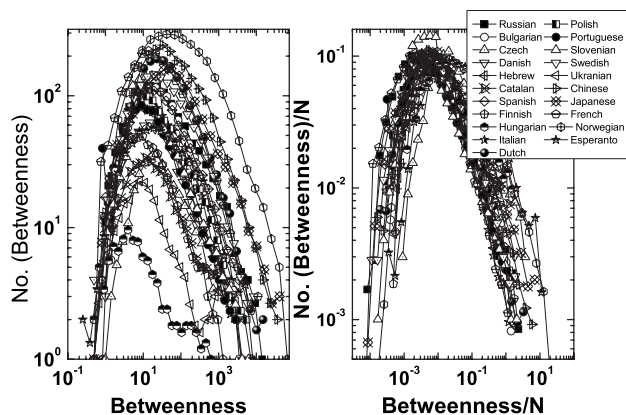 No. (Betweenness)
10^2
10^1
10^0
10^-1
10^1
10^3
Betweenness
No. (Betweenness)/N
10^-1
10^-2
10^-3
10^-3
10^-1
10^1
Betweenness/N
Russian
Bulgarian
Czech
Danish
Hebrew
Catalan
Spanish
Finnish
Hungarian
Italian
Dutch
Polish
Portuguese
Slovenian
Swedish
Ukranian
Chinese
Japanese
French
Norwegian
Esperanto